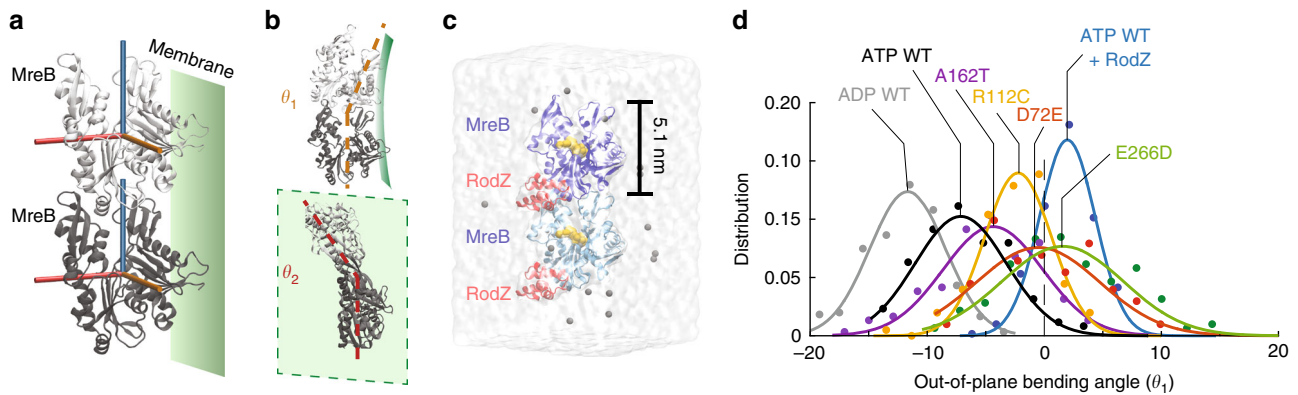 a
Membrane
MreB
MreB
b
θ1
θ2
c
MreB
RodZ
MreB
RodZ
5.1 nm
d
ATP WT
+ RodZ
ATP WT
A162T
R112C
D72E
ADP WT
E266D
0.20
0.10
0.15
0.05
0
Distribution
−20
−10
0
10
20
Out-of-plane bending angle (θ1)